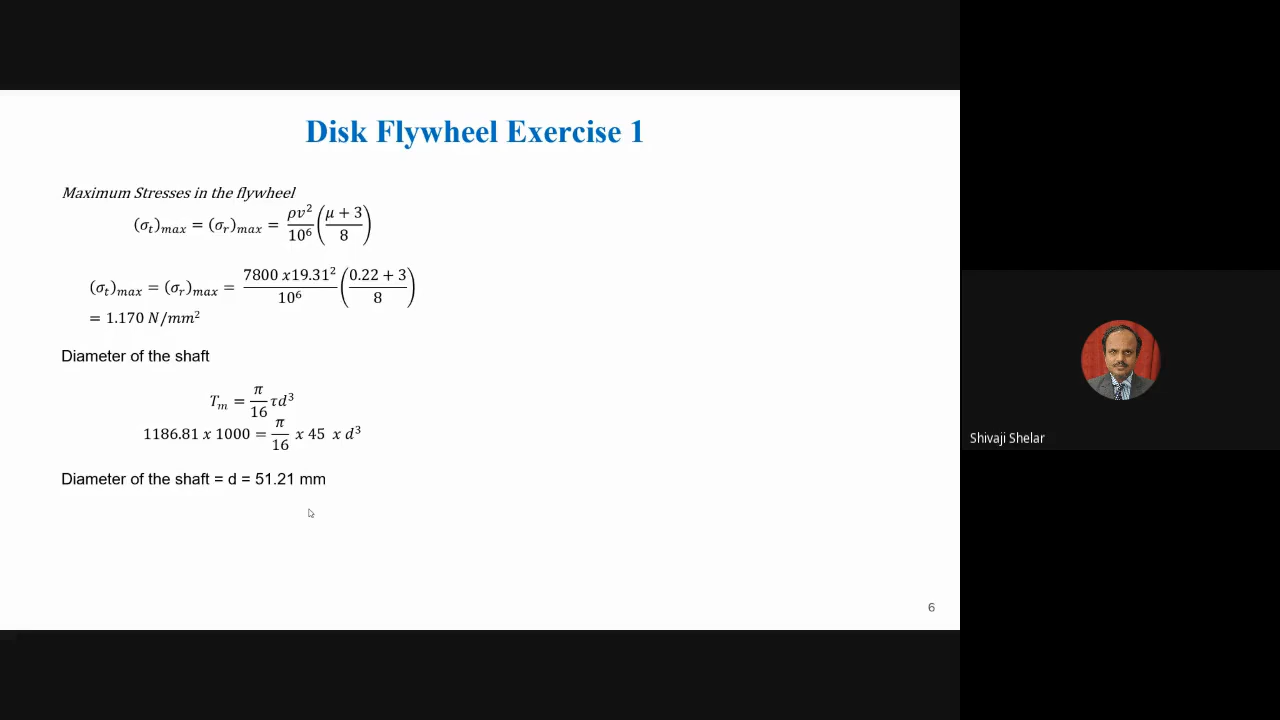 Disk Flywheel Exercise 1
Maximum Stresses in the flywheel
(σₜ)ₘₐₓ = (σᵣ)ₘₐₓ = ρv²/10⁶ ((μ + 3)/8)
(σₜ)ₘₐₓ = (σᵣ)ₘₐₓ = 7800 x19.31²/10⁶ ((0.22 + 3)/8)
= 1.170 N/mm²
Diameter of the shaft
Tₘ = π/16 τd³
1186.81 x 1000 = π/16 x 45 x d³
Shivaji Shelar
Diameter of the shaft = d = 51.21 mm
6